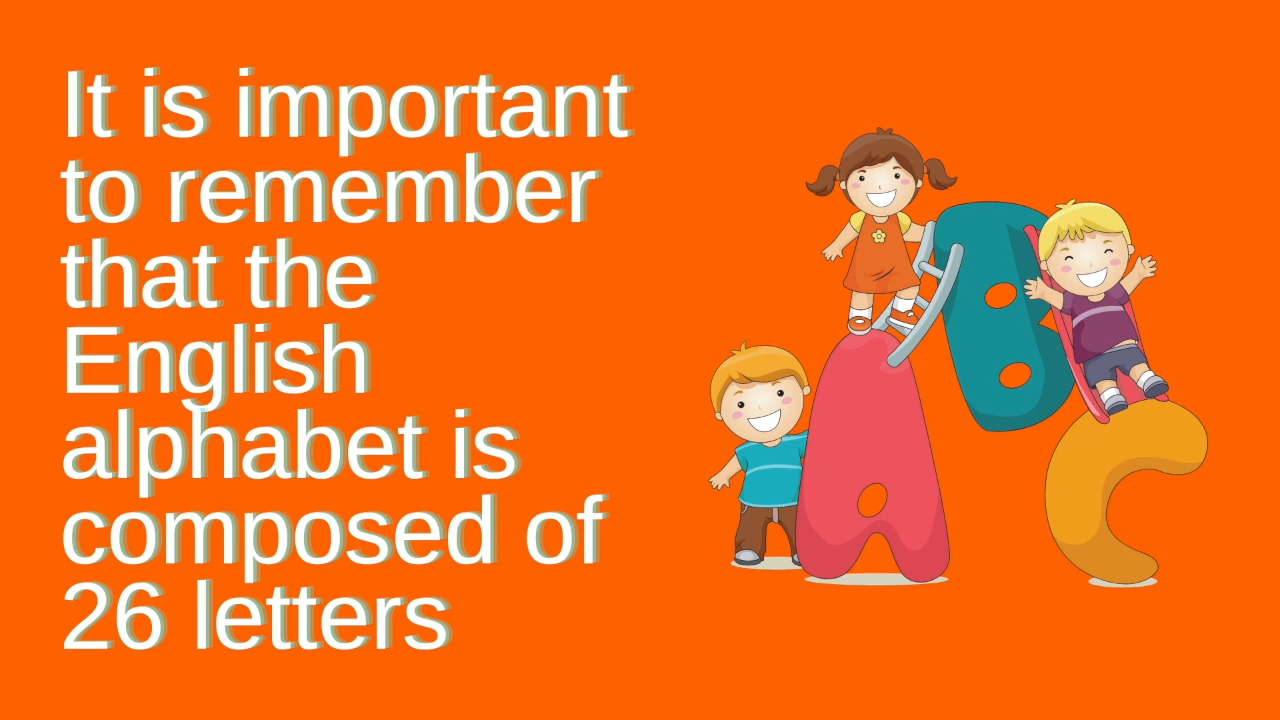 It is important
to remember
that the
English
alphabet is
composed of
26 letters
A
B
C